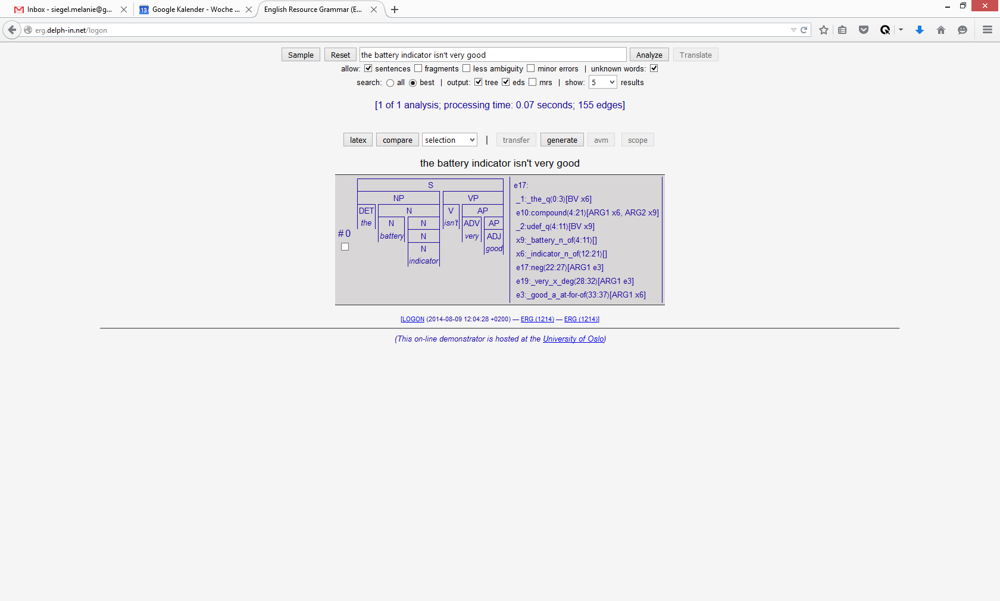 Inbox - siegel.melanie@g...
13 Google Kalender - Woche ...
English Resource Grammar (E...
erg.delph-in.net/logon
Sample Reset the battery indicator isn't very good Analyze Translate
allow: sentences fragments less ambiguity minor errors | unknown words:
search: all best | output: tree eds mrs | show: 5 results
[1 of 1 analysis; processing time: 0.07 seconds; 155 edges]
latex compare selection | transfer generate avm scope
the battery indicator isn't very good
# 0
S
NP VP
DET N V AP
the N N isn't ADV AP
battery N very ADJ
N good
indicator
e17:
_1:_the_q⟨0:3⟩[BV x6]
e10:compound⟨4:21⟩[ARG1 x6, ARG2 x9]
_2:udef_q⟨4:11⟩[BV x9]
x9:_battery_n_of⟨4:11⟩[]
x6:_indicator_n_of⟨12:21⟩[]
e17:neg⟨22:27⟩[ARG1 e3]
e19:_very_x_deg⟨28:32⟩[ARG1 e3]
e3:_good_a_at-for-of⟨33:37⟩[ARG1 x6]
[LOGON (2014-08-09 12:04:28 +0200) — ERG (1214) — ERG (1214)]
(This on-line demonstrator is hosted at the University of Oslo)